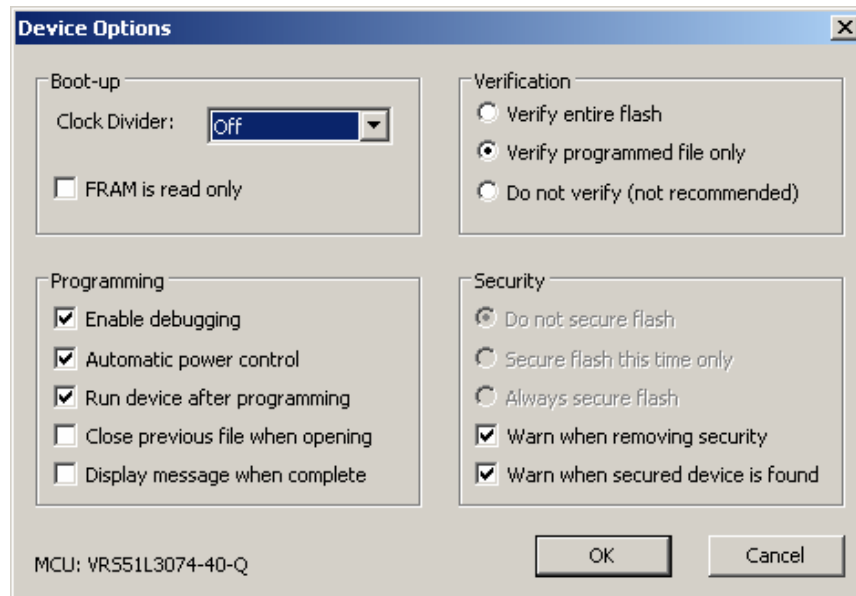 Device Options
Boot-up
Clock Divider:
Off
FRAM is read only
Verification
Verify entire flash
Verify programmed file only
Do not verify (not recommended)
Programming
Enable debugging
Automatic power control
Run device after programming
Close previous file when opening
Display message when complete
Security
Do not secure flash
Secure flash this time only
Always secure flash
Warn when removing security
Warn when secured device is found
MCU: VRS51L3074-40-Q
OK
Cancel